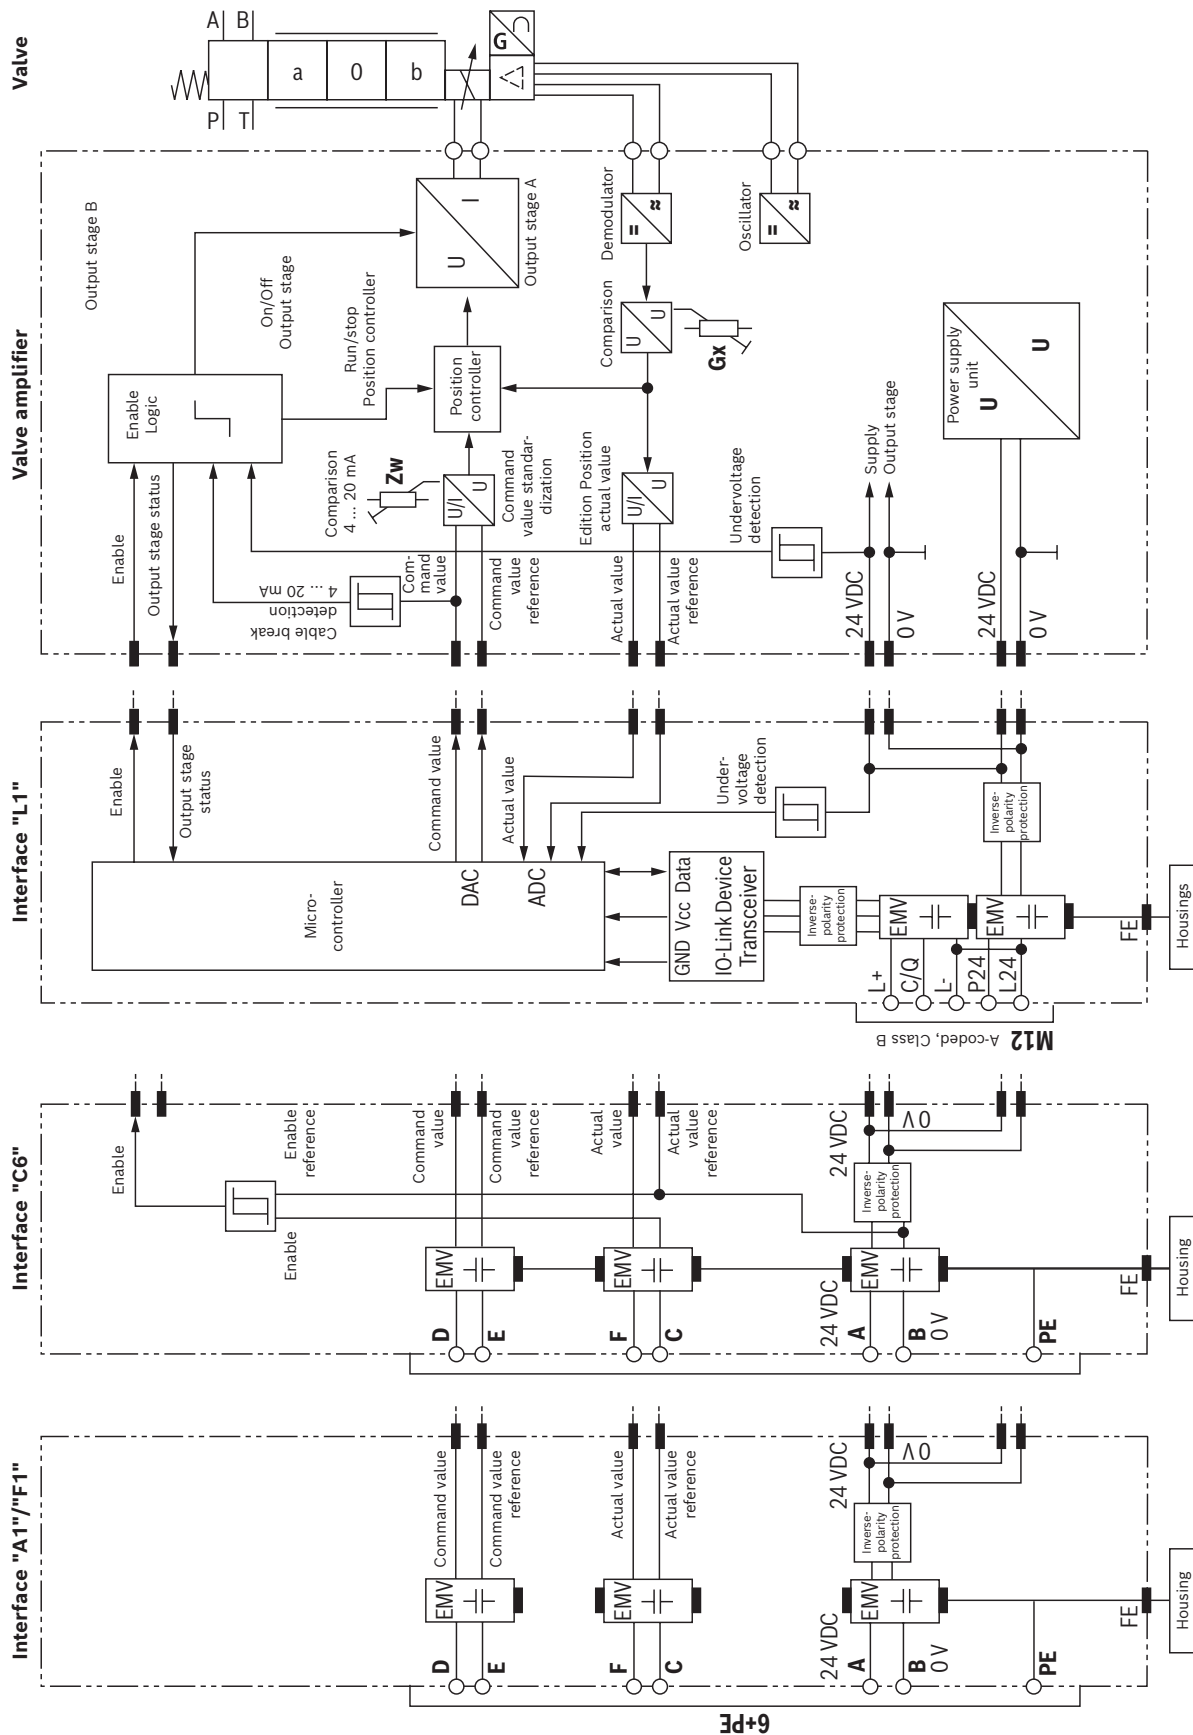 Interface "A1"/"F1"
6+PE
D
E
EMV
Command value
Command value
reference
F
C
EMV
Actual value
Actual value
reference
24 VDC
A
B
0 V
EMV
Inverse-
polarity
protection
24 VDC
0 V
PE
FE
Housing
Interface "C6"
Enable
Enable
Enable
reference
D
E
EMV
Command
value
Command
value
reference
F
C
EMV
Actual
value
Actual
value
reference
24 VDC
A
B
0 V
EMV
Inverse-
polarity
protection
24 VDC
0 V
PE
FE
Housing
Interface "L1"
Enable
Output stage
status
Micro-
controller
DAC
ADC
Command value
Actual value
Under-
voltage
detection
GND Vcc Data
IO-Link Device
Transceiver
Inverse-
polarity
protection
Inverse-
polarity
protection
EMV
EMV
L+
C/Q
L-
P24
L24
M12
A-coded, Class B
FE
Housings
Valve amplifier
Enable
Output stage status
Enable
Logic
Output stage B
On/Off
Output stage
Run/stop
Position controller
Cable break
detection
4 ... 20 mA
Comparison
4 ... 20 mA
Zw
Com-
mand
value
Command
value
reference
U/I
U
Command
value standar-
dization
Position
controller
U
I
Output stage A
Actual value
Actual value
reference
Edition Position
actual value
U/I
U
Comparison
U
U
Gx
Demodulator
=
≈
Oscillator
=
≈
Undervoltage
detection
24 VDC
0 V
Supply
Output stage
24 VDC
0 V
Power supply
unit
U
U
Valve
A
B
P
T
a
0
b
G